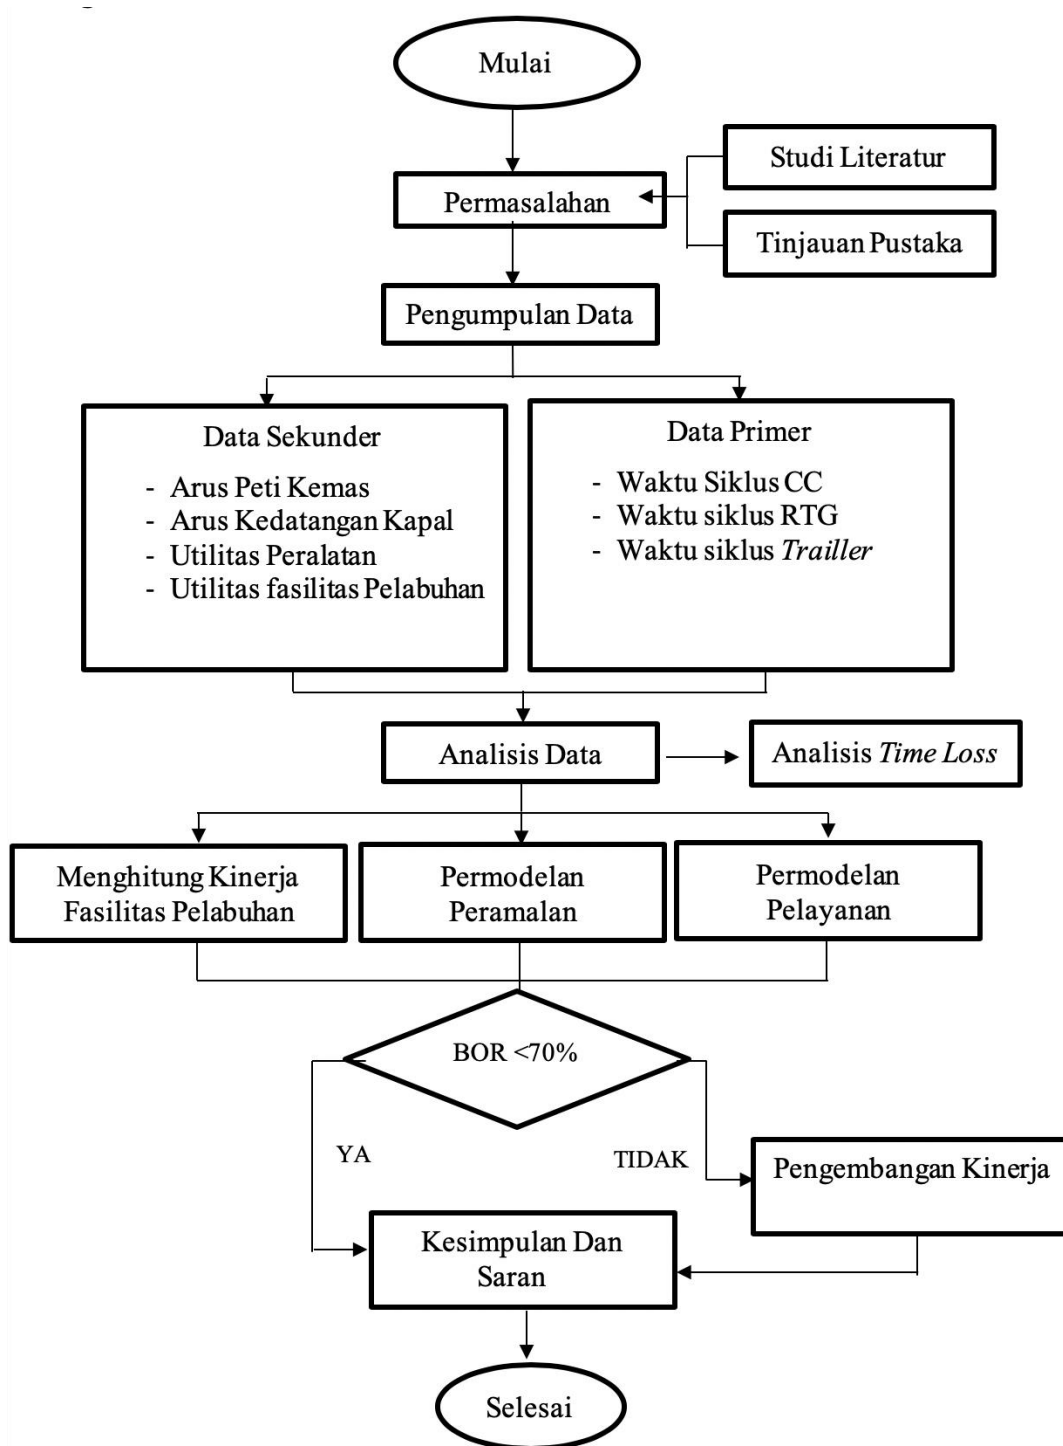 Mulai
Studi Literatur
Permasalahan
Tinjauan Pustaka
Pengumpulan Data
Data Sekunder
- Arus Peti Kemas
- Arus Kedatangan Kapal
- Utilitas Peralatan
- Utilitas fasilitas Pelabuhan
Data Primer
- Waktu Siklus CC
- Waktu siklus RTG
- Waktu siklus Trailler
Analisis Data
Analisis Time Loss
Menghitung Kinerja
Fasilitas Pelabuhan
Permodelan
Peramalan
Permodelan
Pelayanan
BOR <70%
YA
TIDAK
Pengembangan Kinerja
Kesimpulan Dan
Saran
Selesai